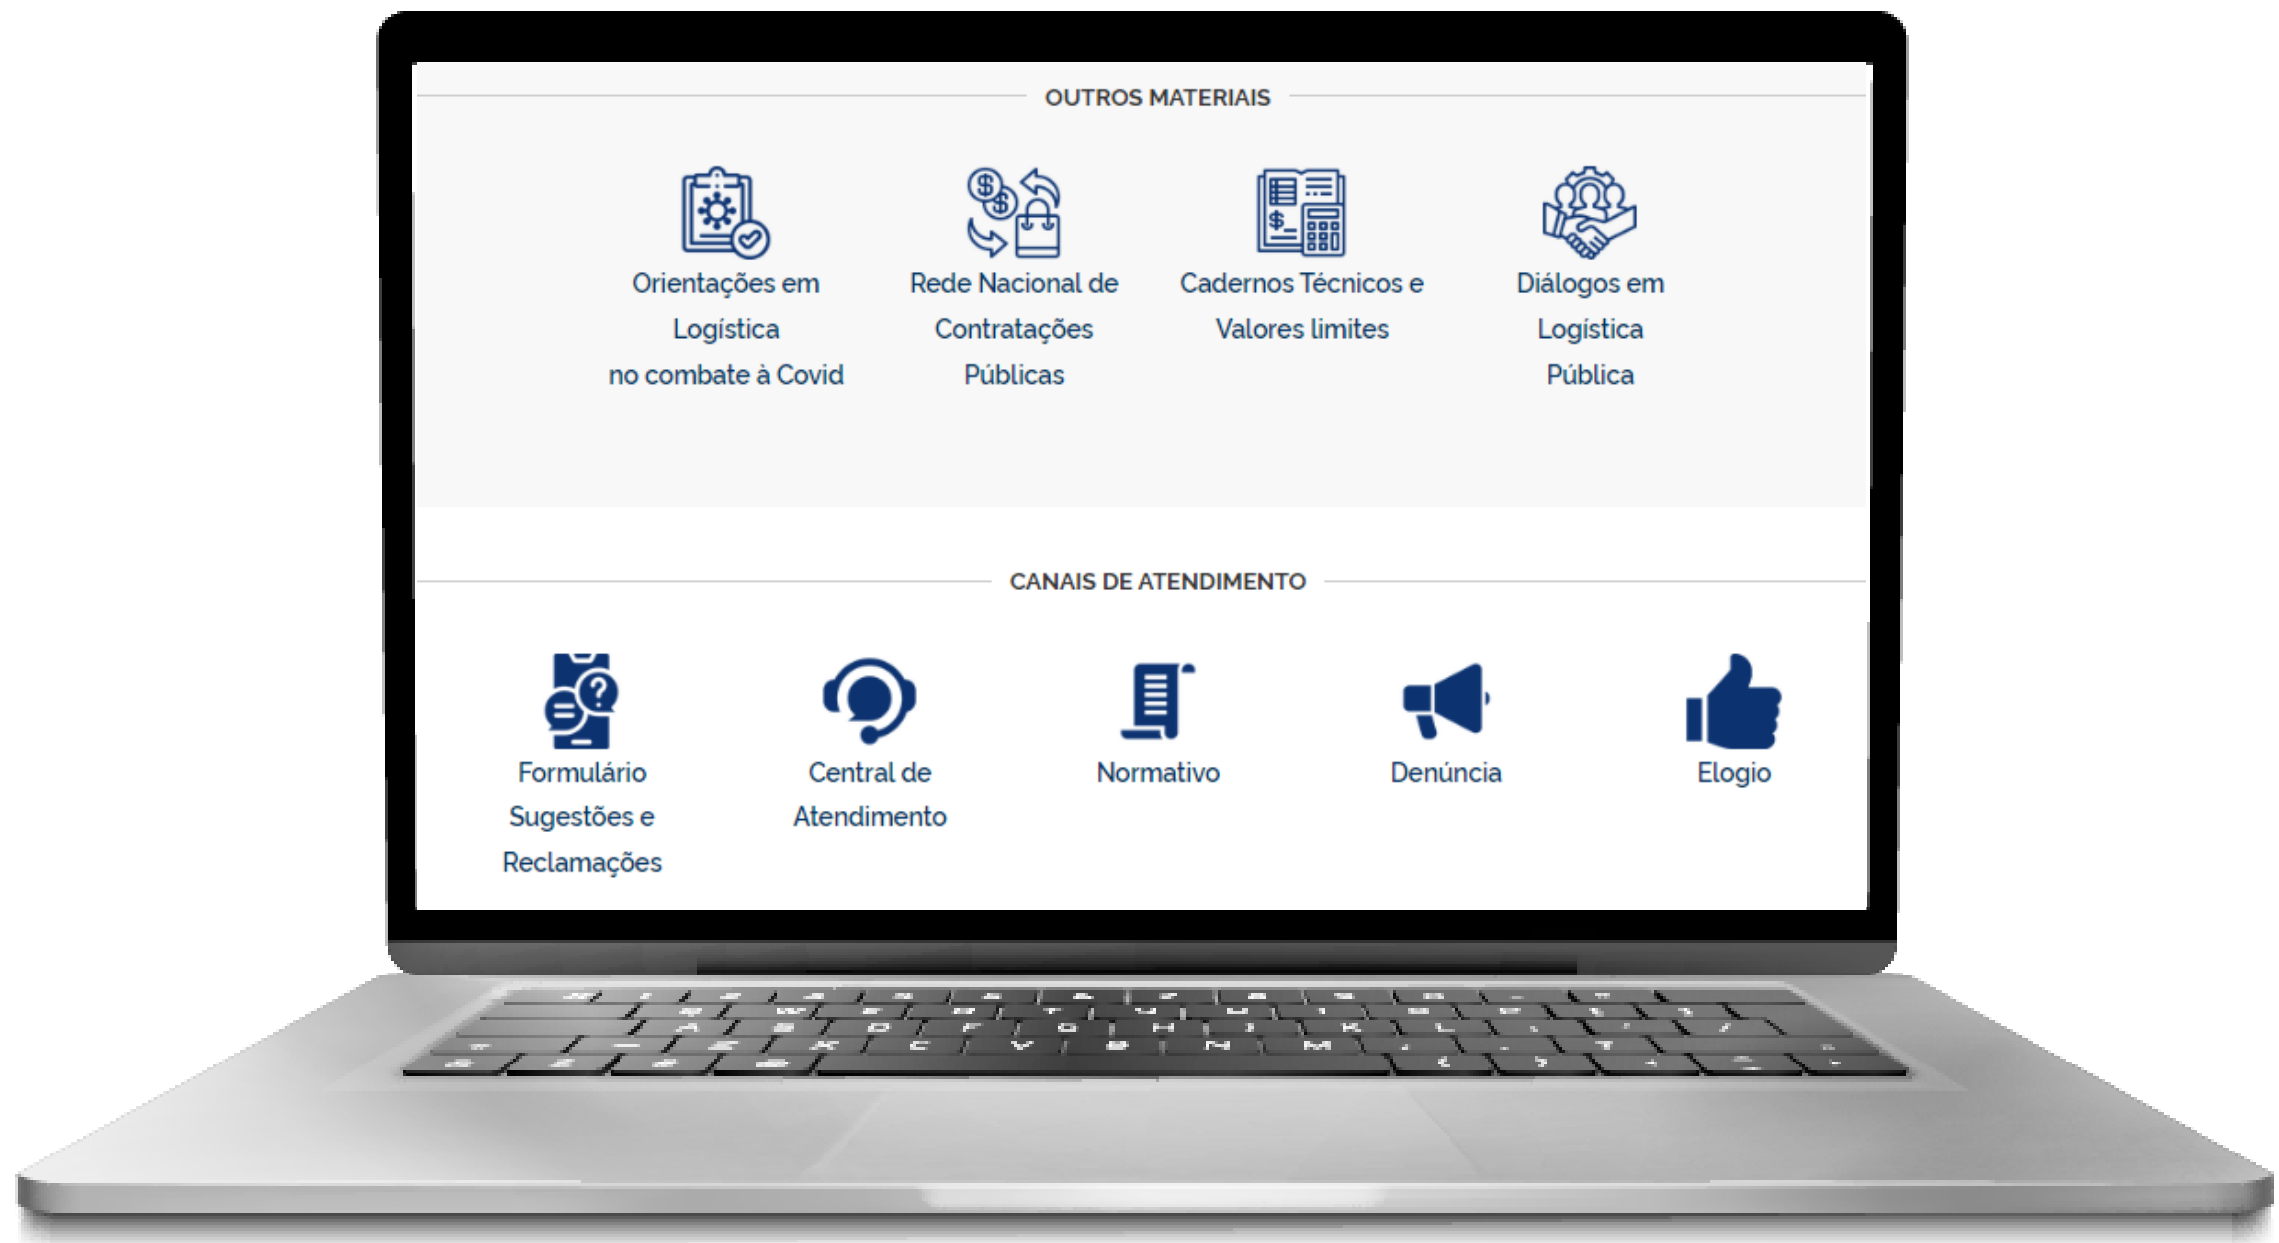 OUTROS MATERIAIS
Orientações em
Logística
no combate à Covid
Rede Nacional de
Contratações
Públicas
Cadernos Técnicos e
Valores limites
Diálogos em
Logística
Pública
CANAIS DE ATENDIMENTO
Formulário
Sugestões e
Reclamações
Central de
Atendimento
Normativo
Denúncia
Elogio